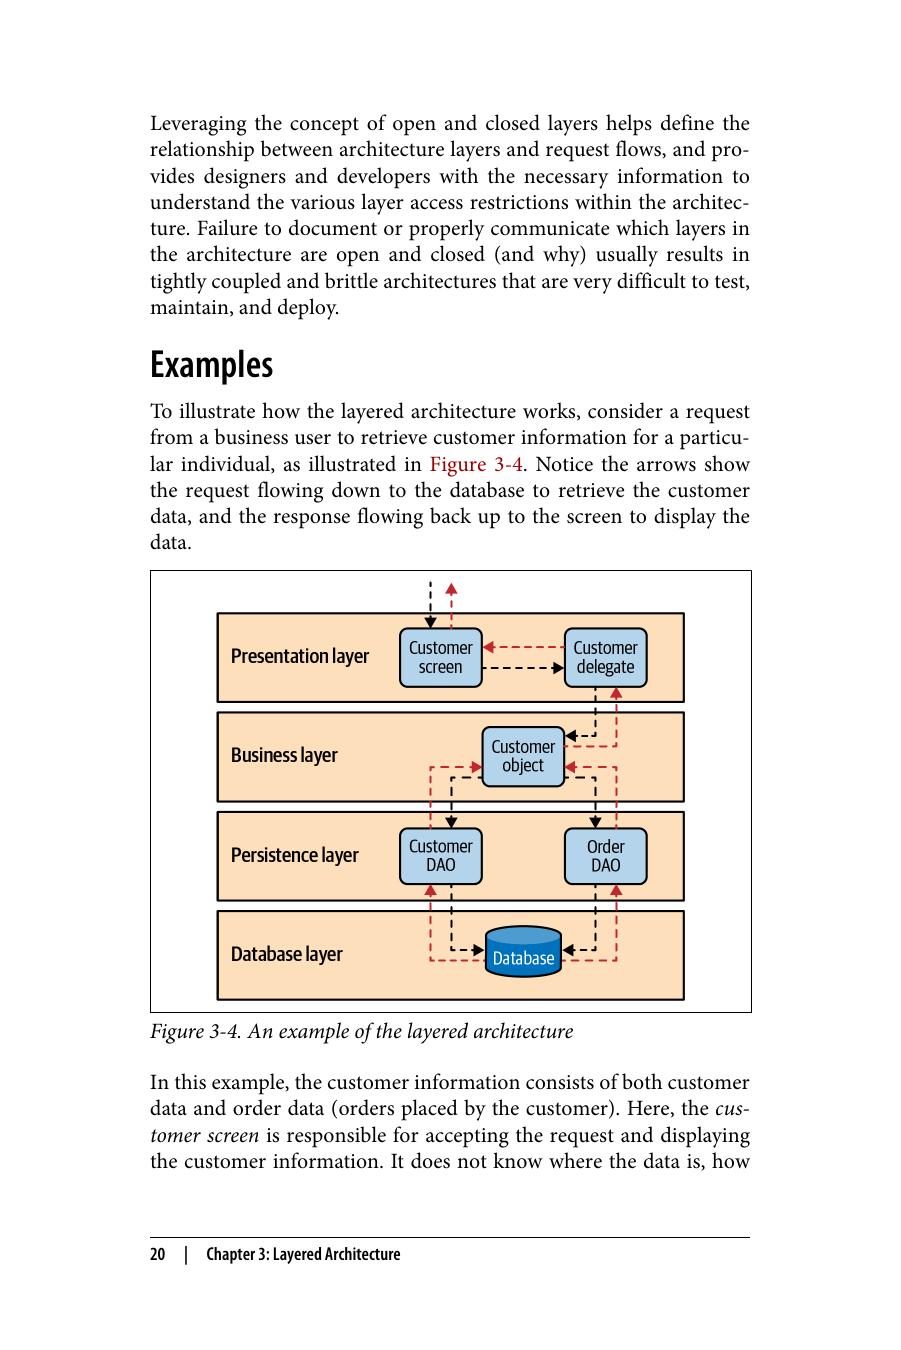 Leveraging the concept of open and closed layers helps define the
relationship between architecture layers and request flows, and pro-
vides designers and developers with the necessary information to
understand the various layer access restrictions within the architec-
ture. Failure to document or properly communicate which layers in
the architecture are open and closed (and why) usually results in
tightly coupled and brittle architectures that are very difficult to test,
maintain, and deploy.
Examples
To illustrate how the layered architecture works, consider a request
from a business user to retrieve customer information for a particu-
lar individual, as illustrated in Figure 3-4. Notice the arrows show
the request flowing down to the database to retrieve the customer
data, and the response flowing back up to the screen to display the
data.
Presentation layer
Customer
screen
Customer
delegate
Business layer
Customer
object
Persistence layer
Customer
DAO
Order
DAO
Database layer
Database
Figure 3-4. An example of the layered architecture
In this example, the customer information consists of both customer
data and order data (orders placed by the customer). Here, the cus-
tomer screen is responsible for accepting the request and displaying
the customer information. It does not know where the data is, how
20 | Chapter 3: Layered Architecture